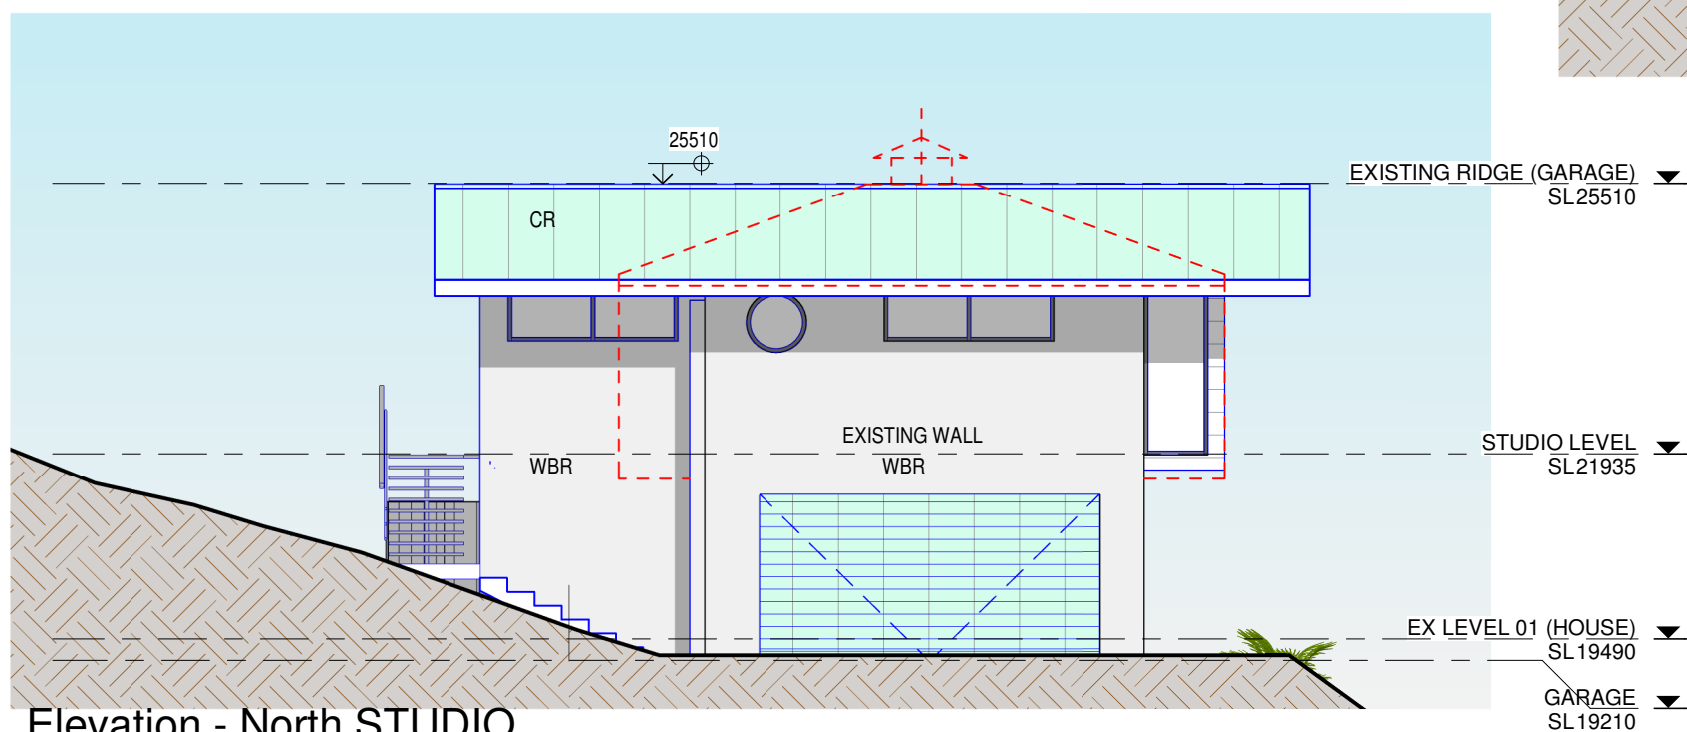 25510
EXISTING RIDGE (GARAGE)
SL25510
CR
EXISTING WALL
WBR
WBR
STUDIO LEVEL
SL21935
EX LEVEL 01 (HOUSE)
SL19490
GARAGE
SL19210
Elevation - North STUDIO